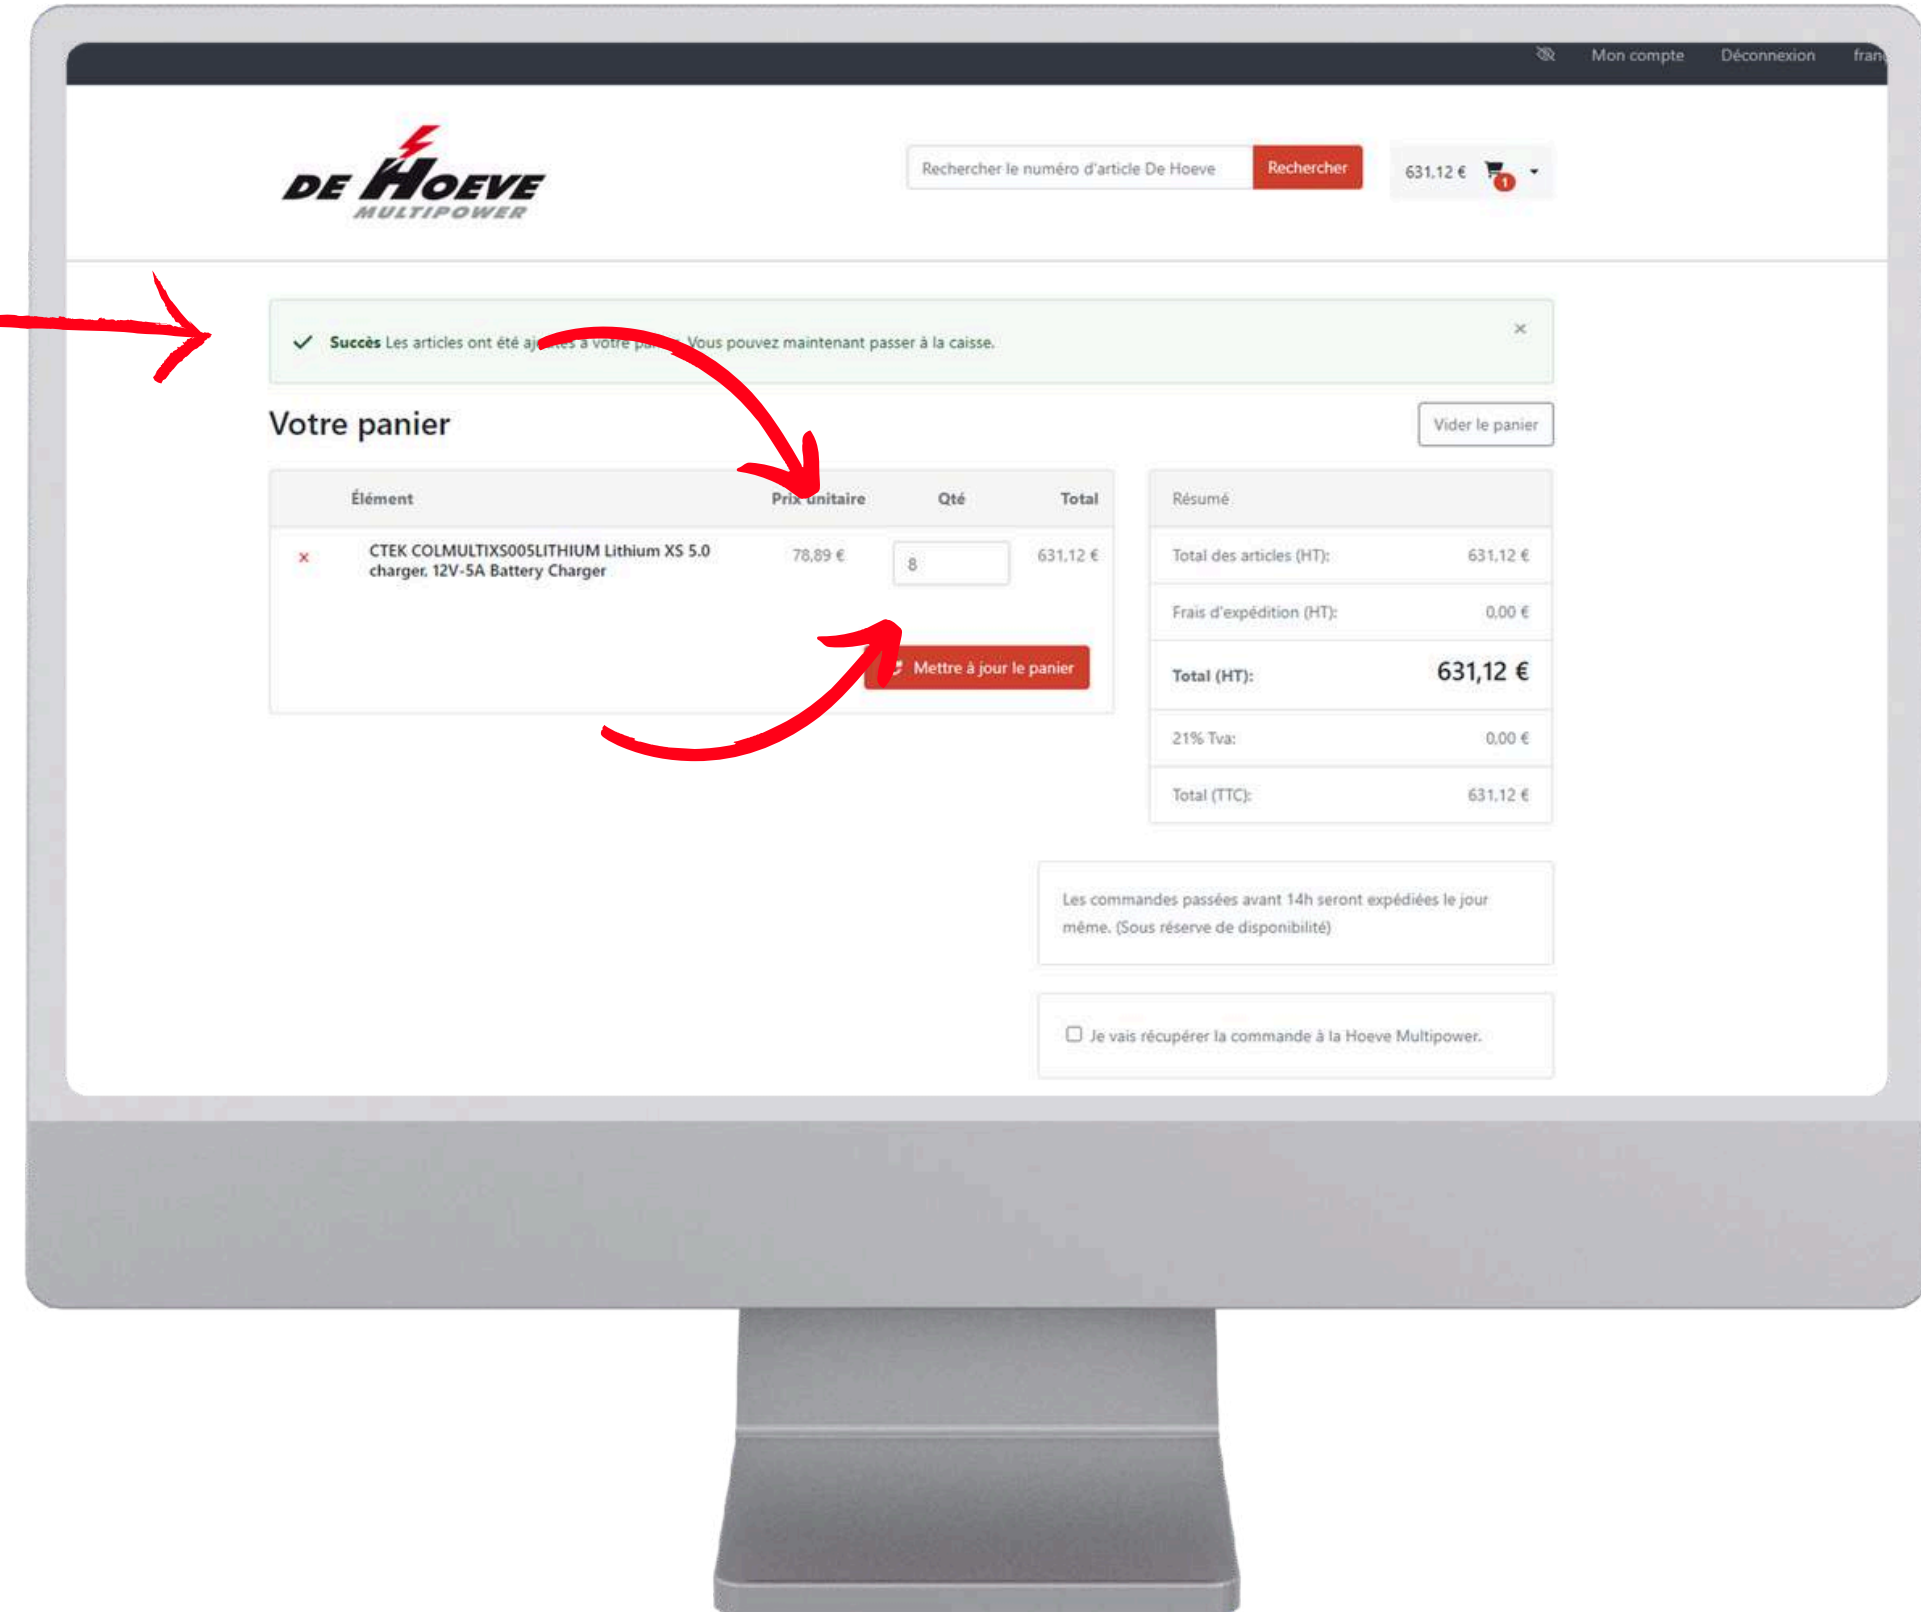 Mon compte Déconnexion
DE HOEVE
MULTIPOWER
Rechercher le numéro d'article De Hoeve Rechercher 631,12 € 1
Succès Les articles ont été ajoutés à votre panier. Vous pouvez maintenant passer à la caisse. ×
Votre panier Vider le panier
Élément Prix unitaire Qté Total
CTEK COLMULTIXS005LITHIUM Lithium XS 5.0
charger, 12V-5A Battery Charger
78,89 € 8 631,12 €
Mettre à jour le panier
Résumé
Total des articles (HT): 631,12 €
Frais d'expédition (HT): 0,00 €
Total (HT): 631,12 €
21% Tva: 0,00 €
Total (TTC): 631,12 €
Les commandes passées avant 14h seront expédiées le jour
même. (Sous réserve de disponibilité)
Je vais récupérer la commande à la Hoeve Multipower.